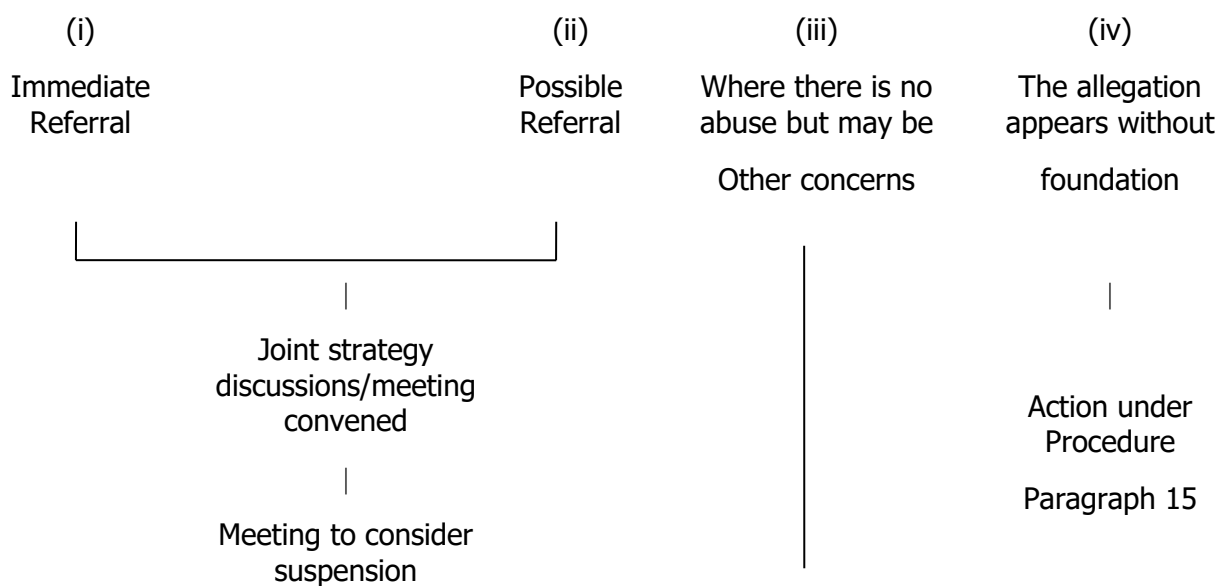 (i)
Immediate
Referral
(ii)
Possible
Referral
(iii)
Where there is no
abuse but may be
Other concerns
(iv)
The allegation
appears without
foundation
Joint strategy
discussions/meeting
convened
Action under
Procedure
Paragraph 15
Meeting to consider
suspension